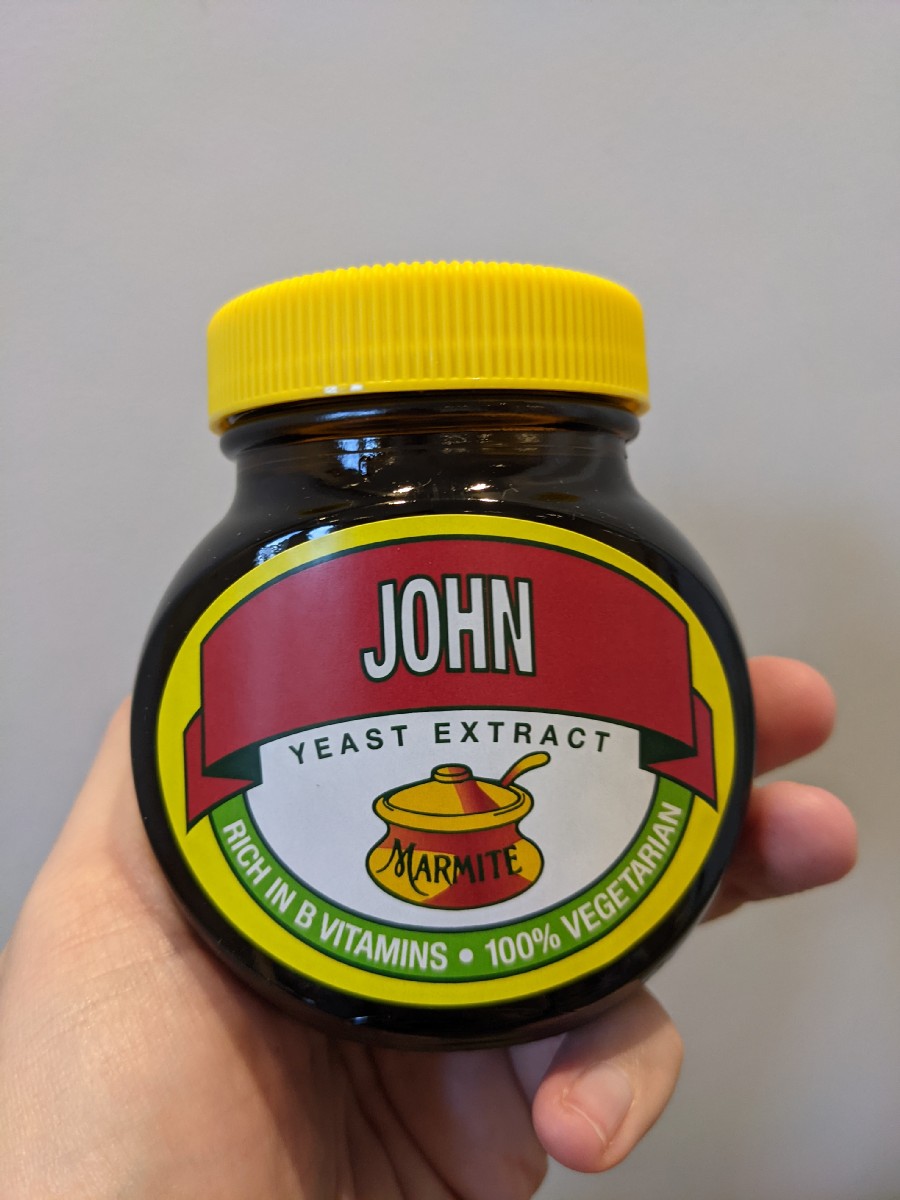 JOHN
YEAST EXTRACT
MARMITE
RICH IN B VITAMINS • 100% VEGETARIAN